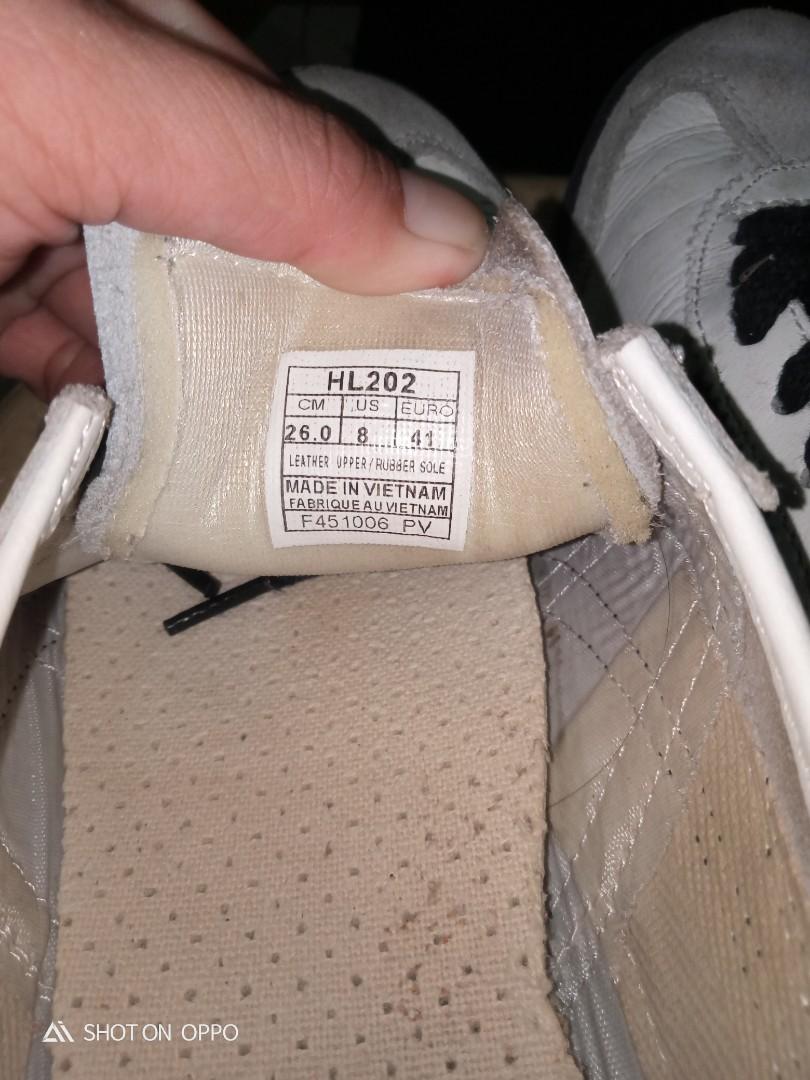 HL202
CM US EURO
26.0 8 41
LEATHER UPPER/RUBBER SOLE
MADE IN VIETNAM
FABRIQUE AU VIETNAM
F451006 PV
SHOT ON OPPO